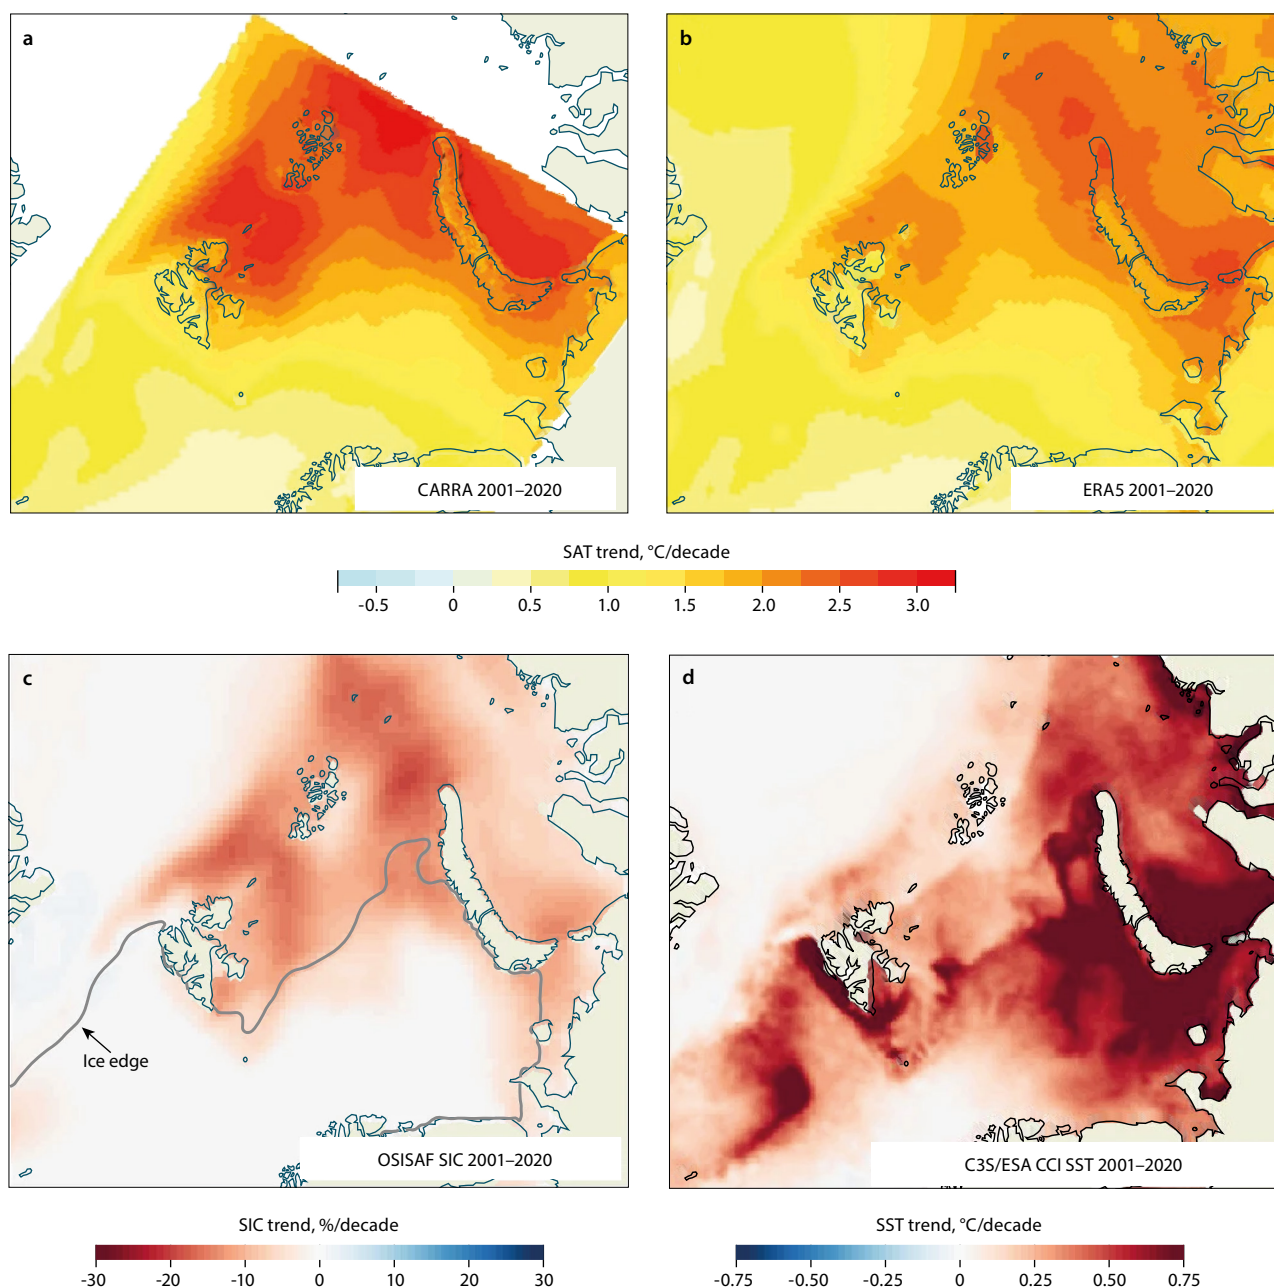 a
b
CARRA 2001–2020
ERA5 2001–2020
SAT trend, °C/decade
-0.5 0 0.5 1.0 1.5 2.0 2.5 3.0
c
d
Ice edge
OSISAF SIC 2001–2020
C3S/ESA CCI SST 2001–2020
SIC trend, %/decade
-30 -20 -10 0 10 20 30
SST trend, °C/decade
-0.75 -0.50 -0.25 0 0.25 0.50 0.75